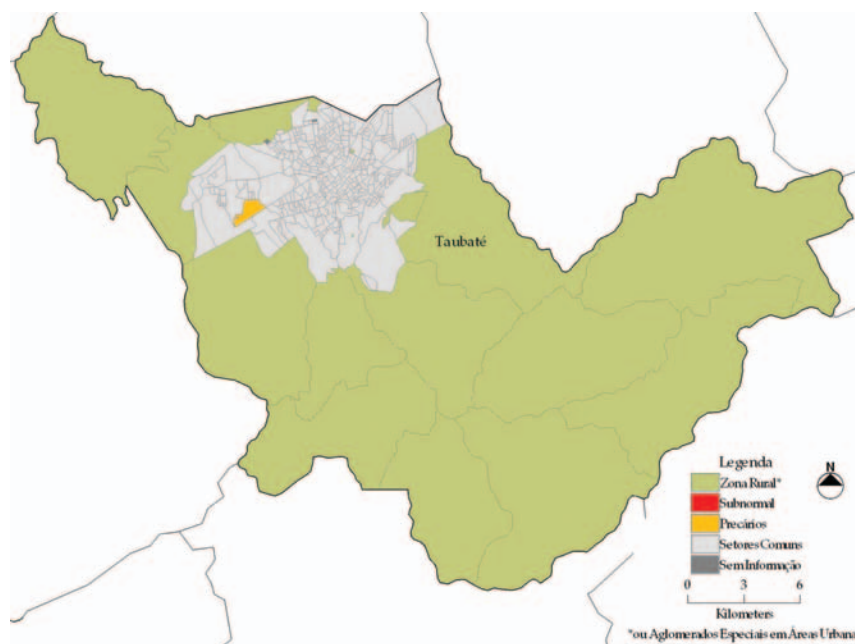 Taubaté
Legenda
N
Zona Rural*
Subnormal
Precários
Setores Comuns
Sem Informação
0 6
Kilometers
*ou Aglomerados Especiais em Áreas Urbana